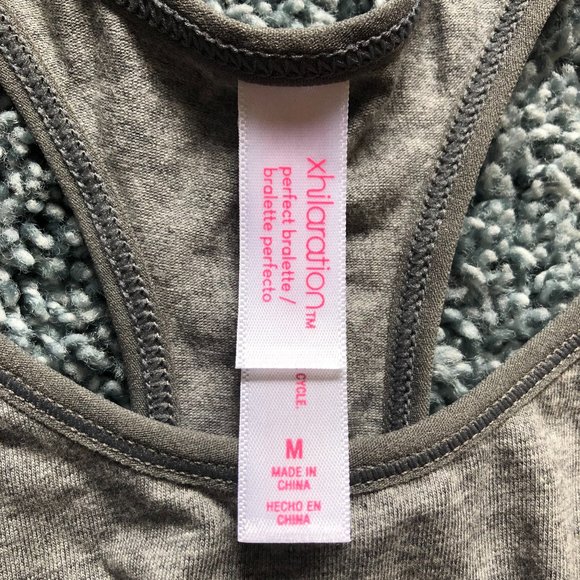 xhilaration™
perfect bralette /
bralette perfecto
CYCLE.
M
MADE IN
CHINA
HECHO EN
CHINA